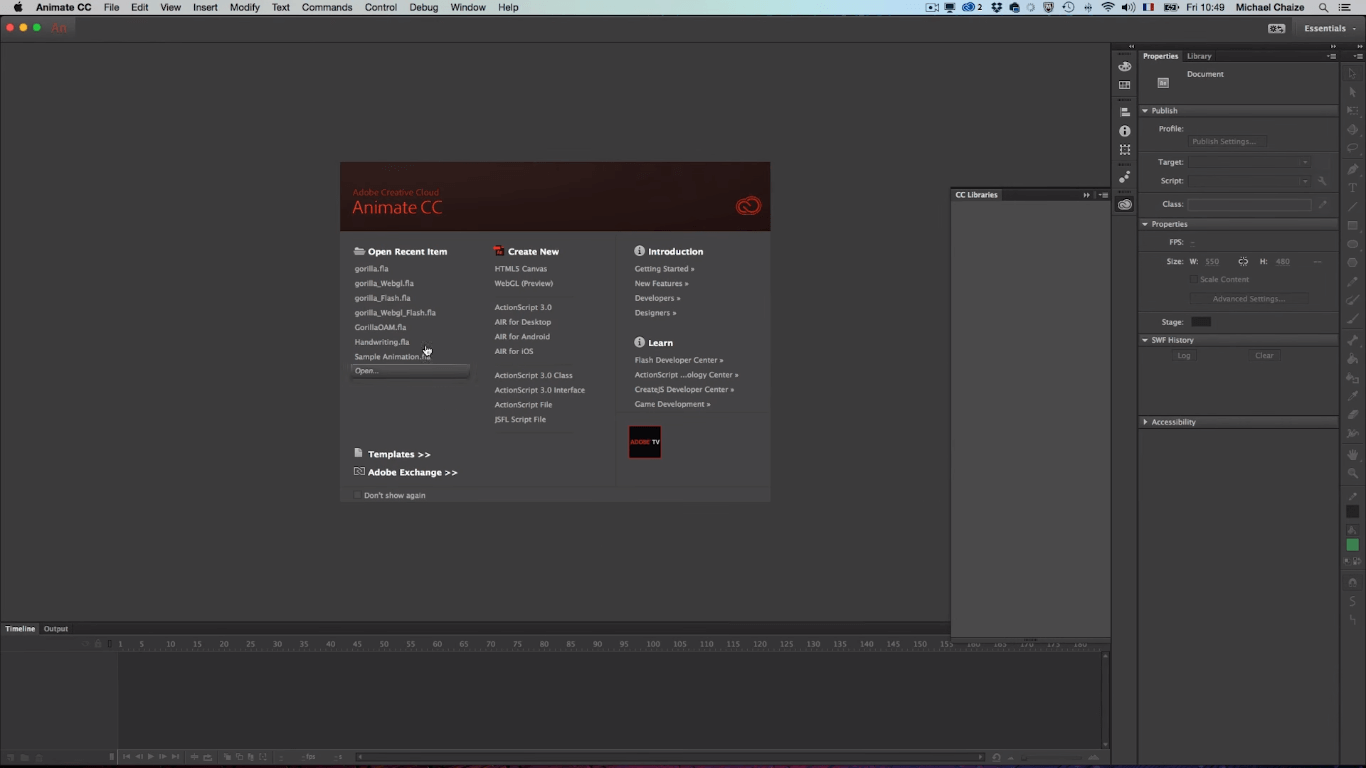 Animate CC File Edit View Insert Modify Text Commands Control Debug Window Help 2 Fri 10:49 Michael Chaize
An Essentials
Properties Library
Document
Publish
Profile: Publish Settings...
Target:
Script:
Class:
Properties
FPS: --
Size: W: 550 H: 480
Scale Content
Advanced Settings...
Stage:
SWF History
Log Clear
Accessibility
CC Libraries
Adobe Creative Cloud
Animate CC
Open Recent Item
gorilla.fla
gorilla_Webgl.fla
gorilla_Flash.fla
gorilla_Webgl_Flash.fla
GorillaOAM.fla
Handwriting.fla
Sample Animation.fla
Open...
Templates >>
Adobe Exchange >>
Don't show again
Create New
HTML5 Canvas
WebGL (Preview)
ActionScript 3.0
AIR for Desktop
AIR for Android
AIR for iOS
ActionScript 3.0 Class
ActionScript 3.0 Interface
ActionScript File
JSFL Script File
Introduction
Getting Started »
New Features »
Developers »
Designers »
Learn
Flash Developer Center »
ActionScript ...ology Center »
CreateJS Developer Center »
Game Development »
ADOBE TV
Timeline Output
1 5 10 15 20 25 30 35 40 45 50 55 60 65 70 75 80 85 90 95 100 105 110 115 120 125 130 135 140 145 150 155 160 165 170 175 180